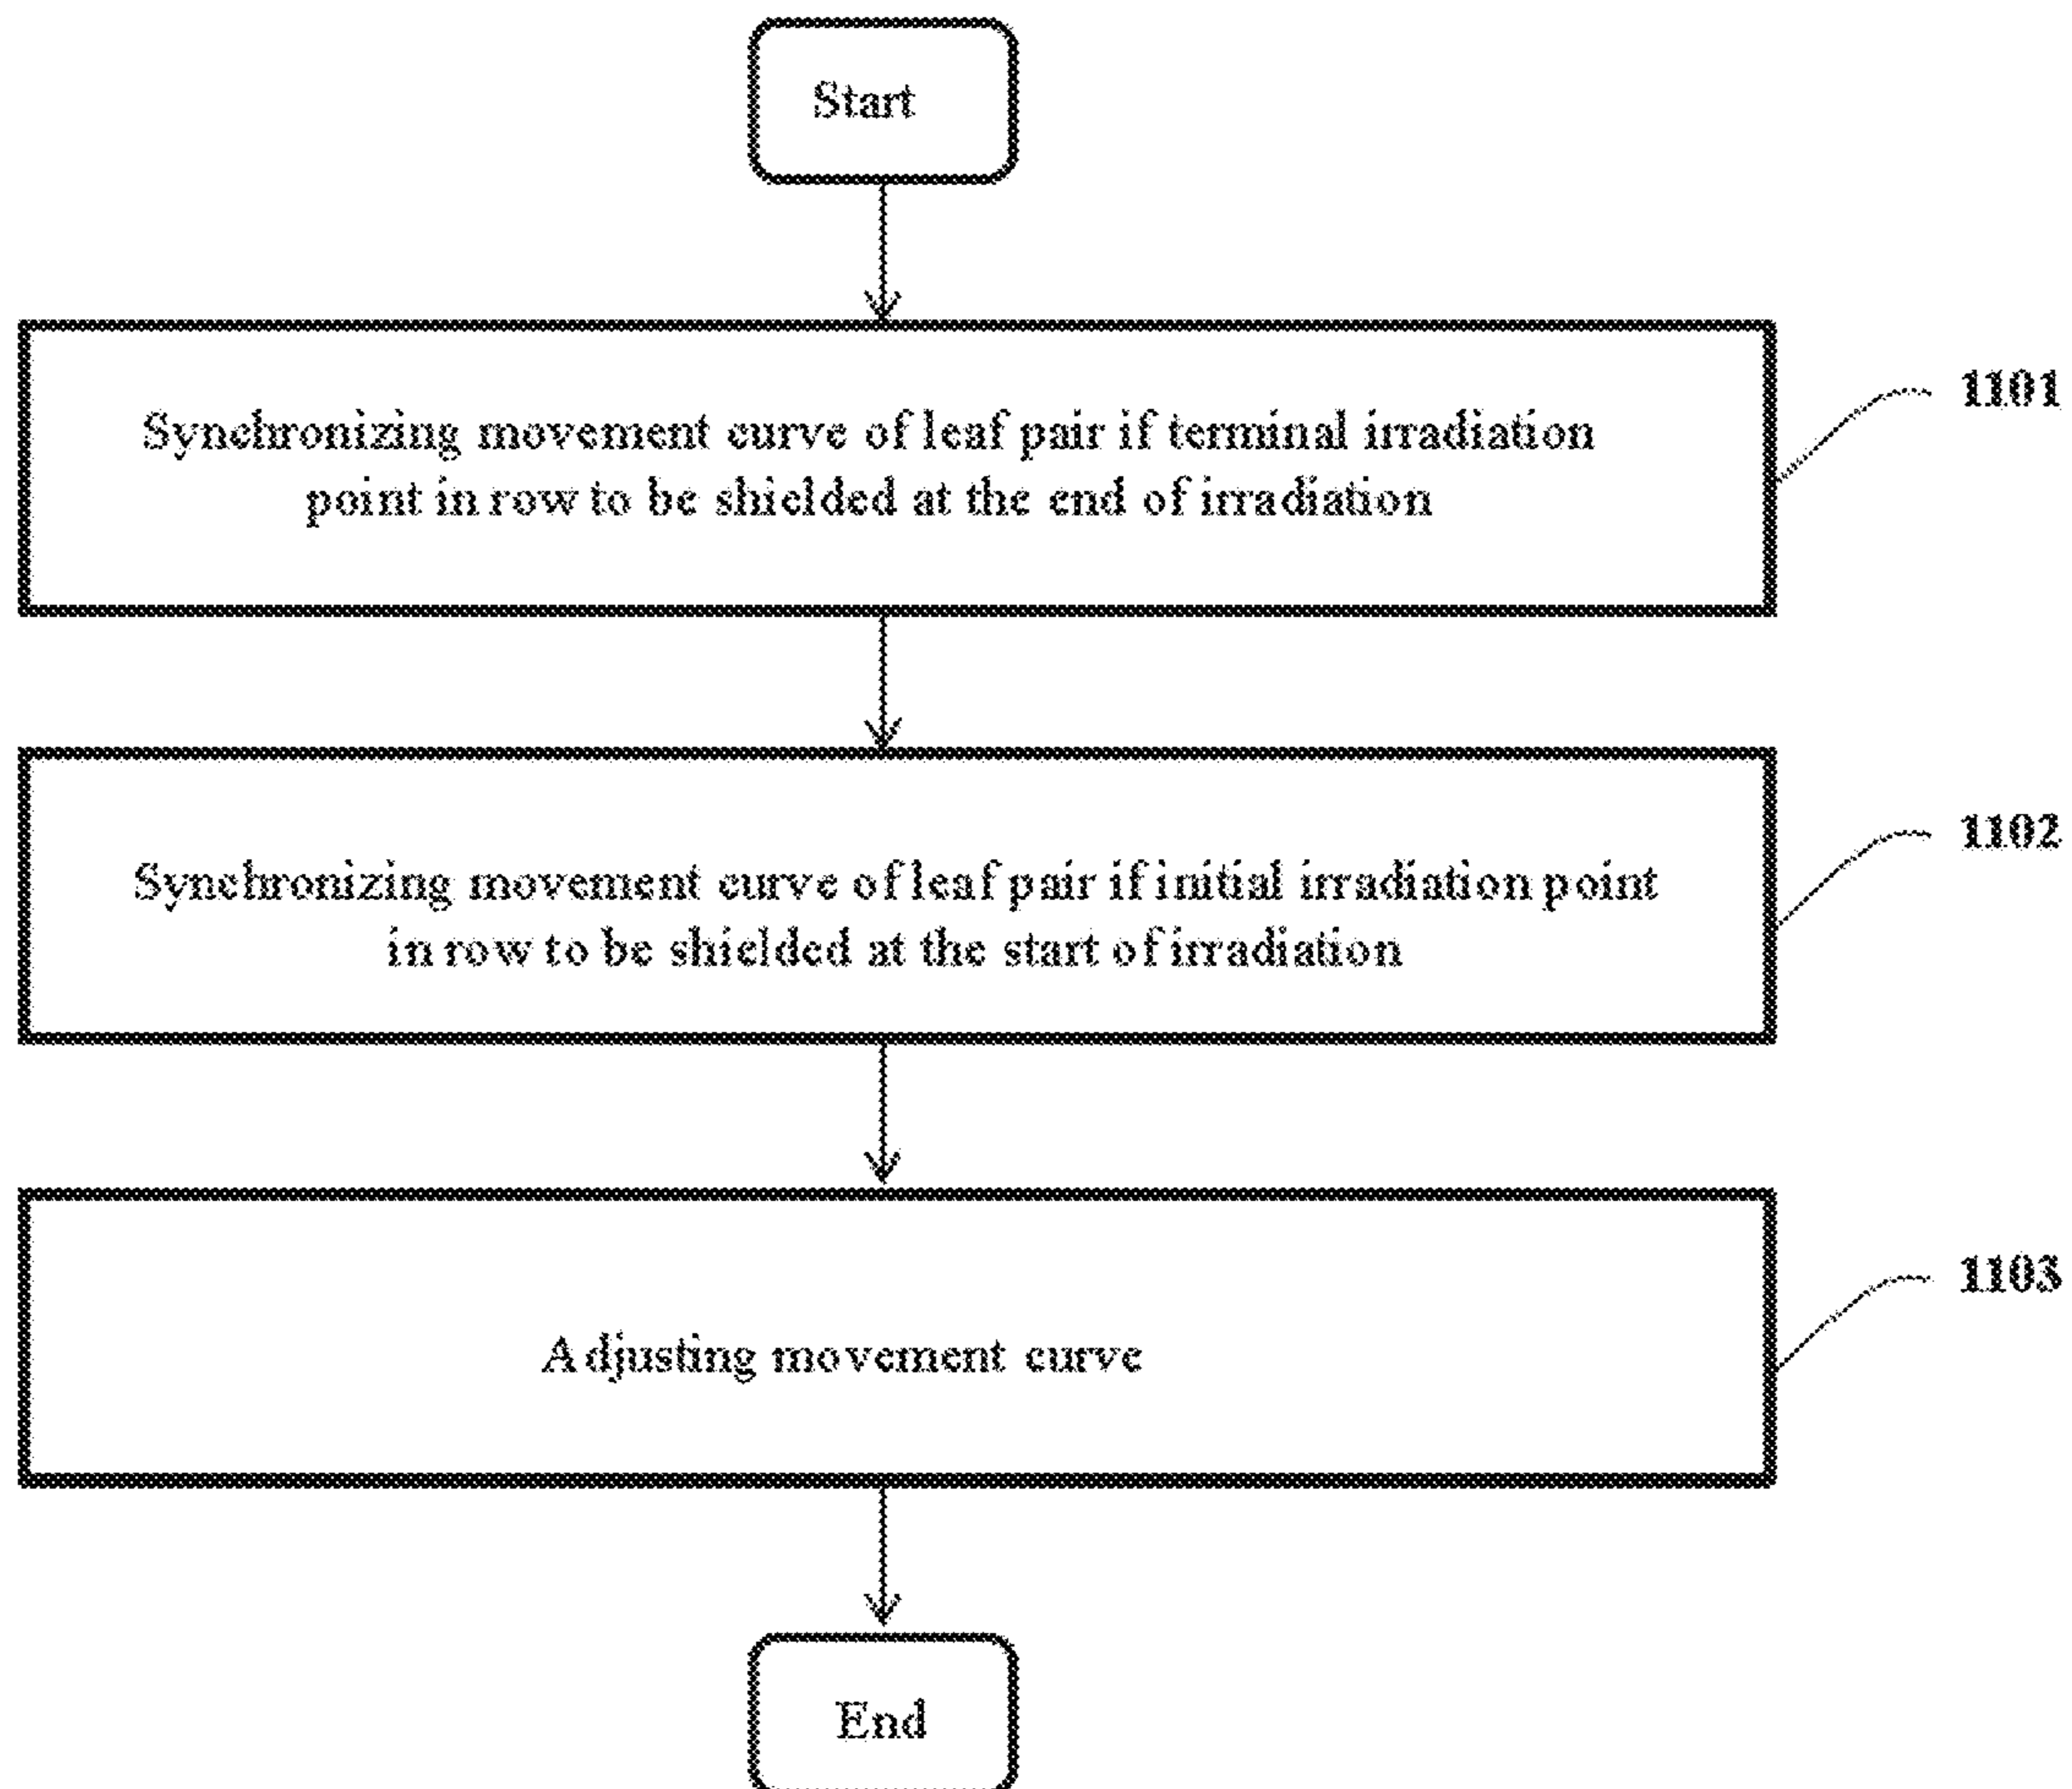 Start
Synchronizing movement curve of leaf pair if terminal irradiation
point in row to be shielded at the end of irradiation
1101
Synchronizing movement curve of leaf pair if initial irradiation point
in row to be shielded at the start of irradiation
1102
Adjusting movement curve
1103
End